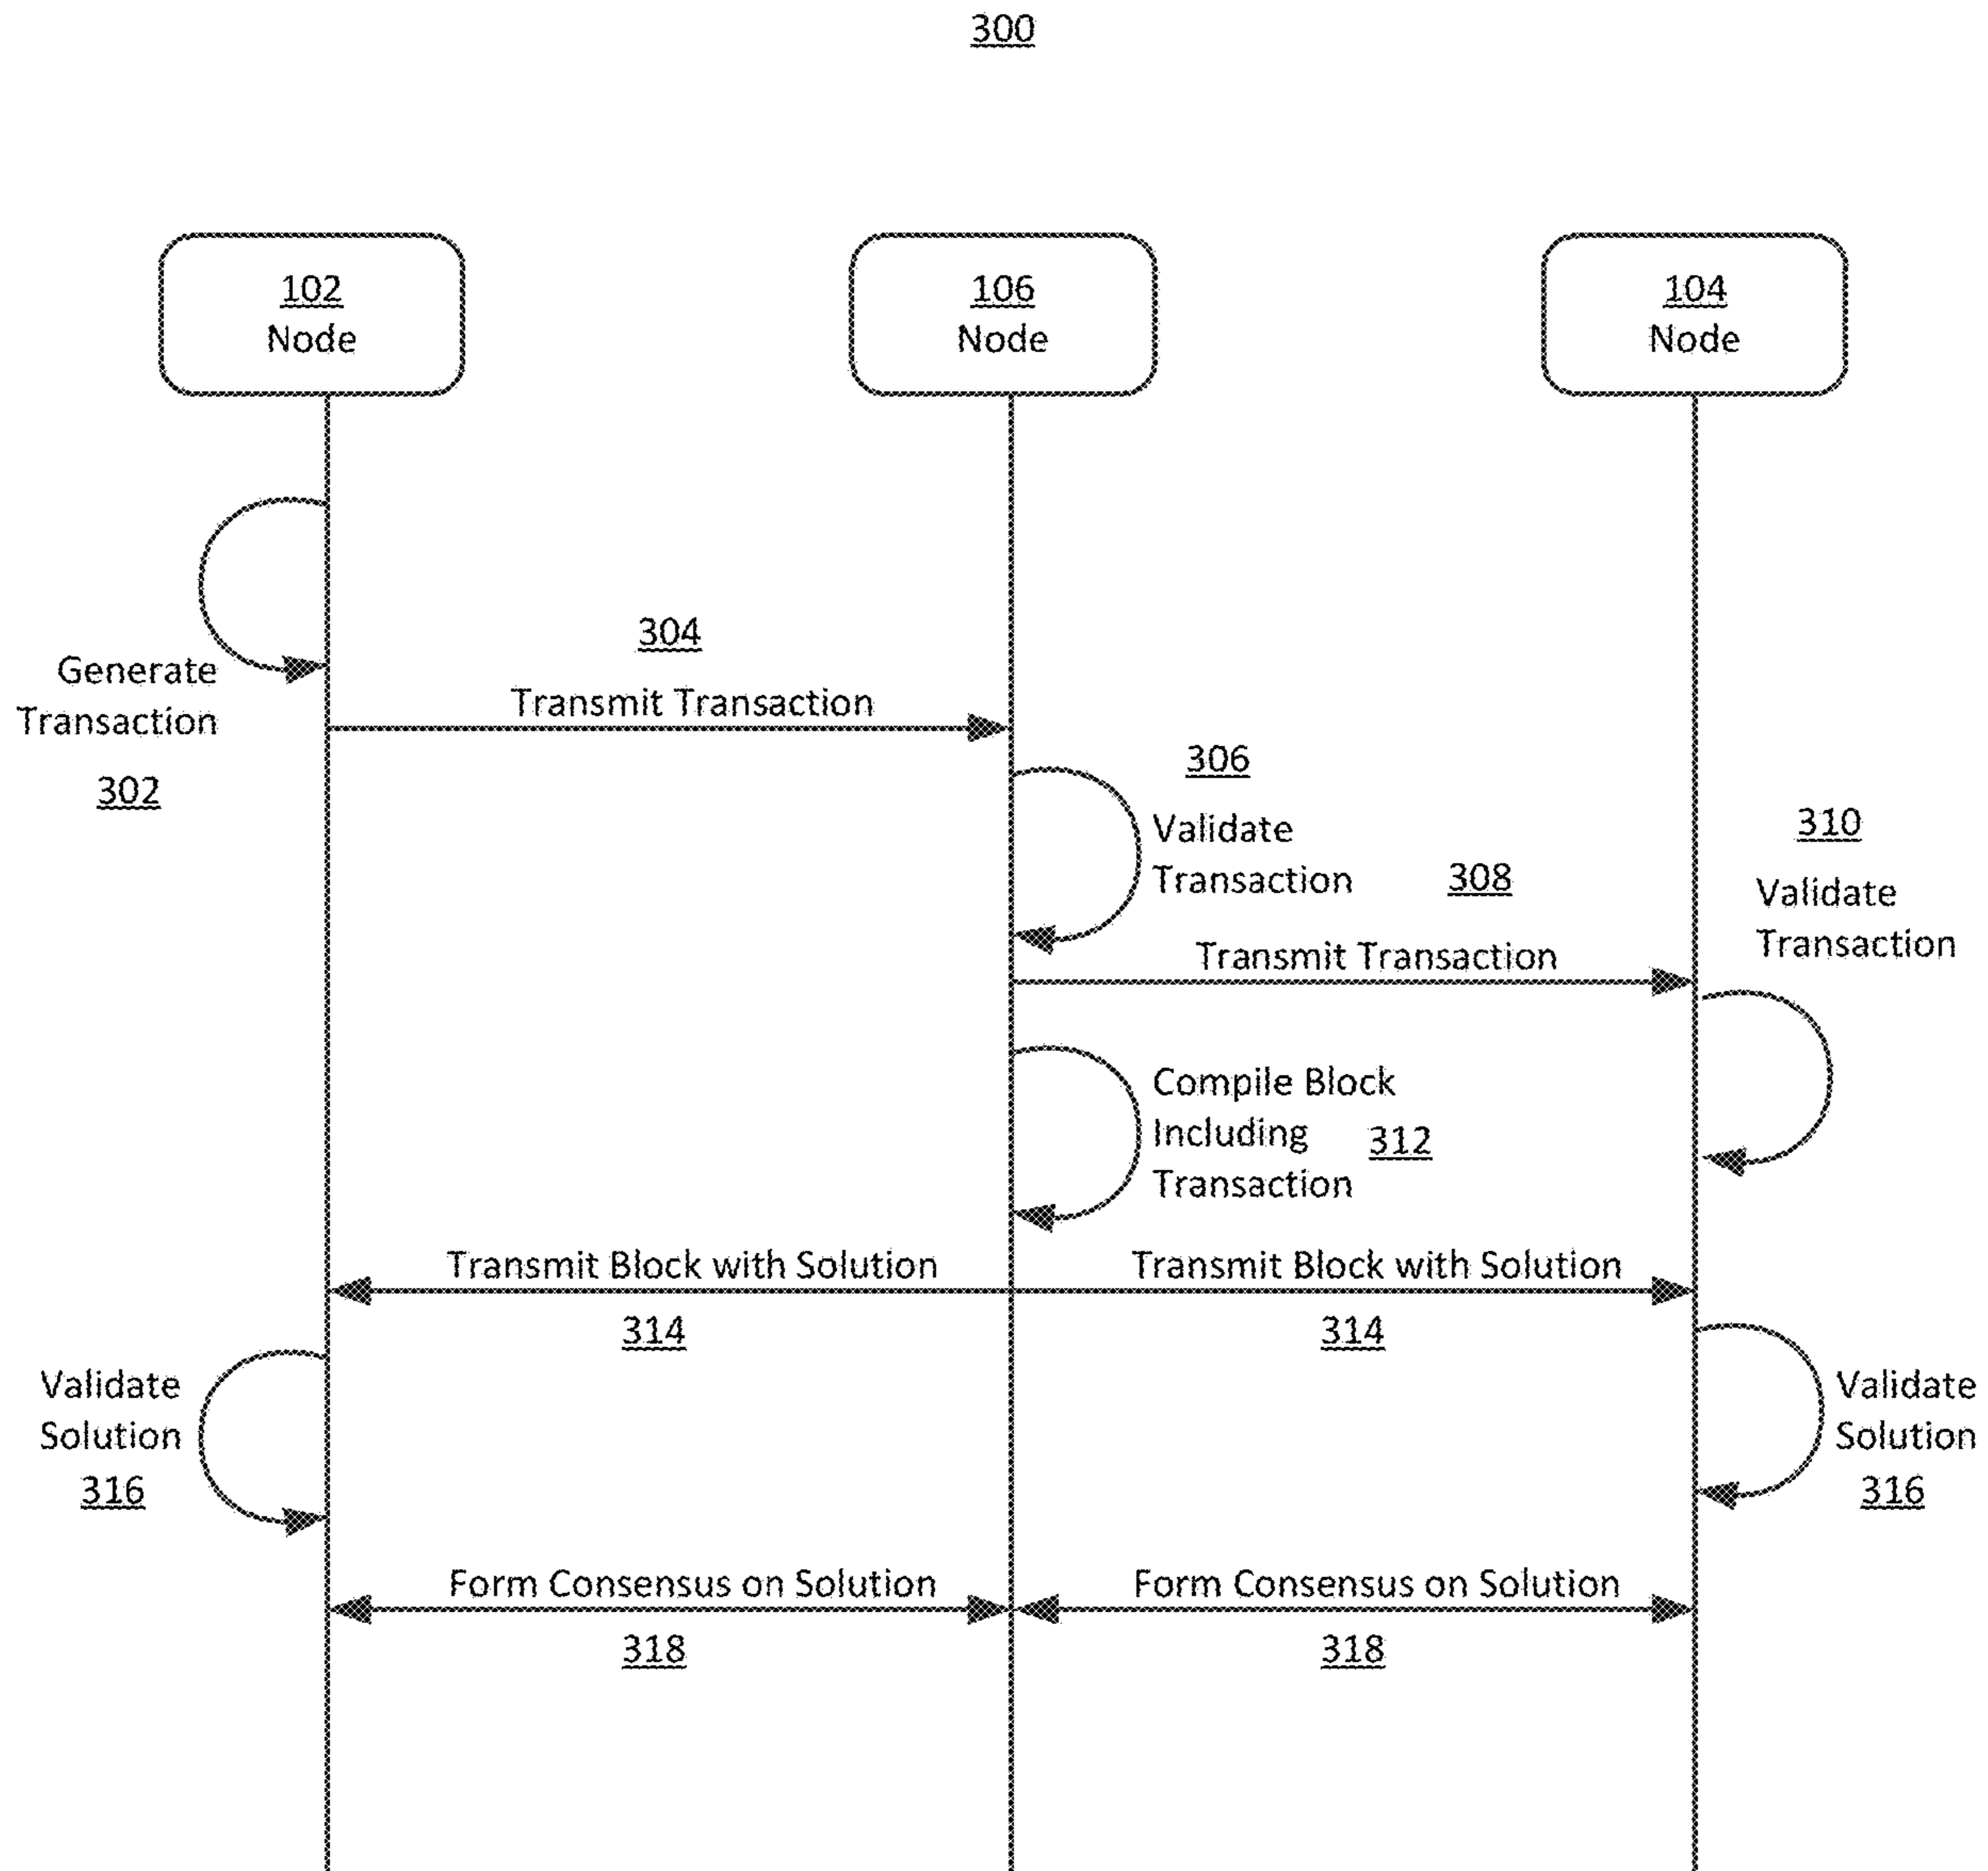 300
102
Node
106
Node
104
Node
304
Generate
Transaction
302
Transmit Transaction
306
Validate
Transaction
308
310
Validate
Transaction
Transmit Transaction
Compile Block
Including
Transaction
312
Transmit Block with Solution
Transmit Block with Solution
314
314
Validate
Solution
316
Validate
Solution
316
Form Consensus on Solution
Form Consensus on Solution
318
318